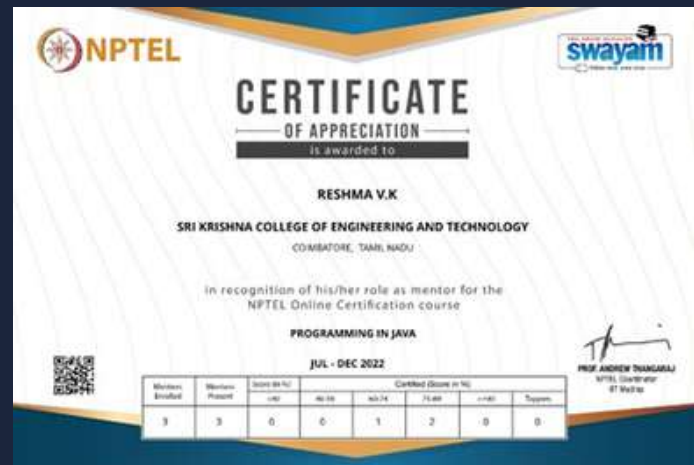 NPTEL
swayam
CERTIFICATE
OF APPRECIATION
is awarded to
RESHMA V.K
SRI KRISHNA COLLEGE OF ENGINEERING AND TECHNOLOGY
COIMBATORE, TAMIL NADU
in recognition of his/her role as mentor for the
NPTEL Online Certification course
PROGRAMMING IN JAVA
JUL - DEC 2022
PROF. ANDREW THANGARAJ
NPTEL Coordinator
IIT Madras
Mentees Enrolled Mentees Present Certified (Score in %)
60-74 Toppers
3 3 0 0 1 2 0 0